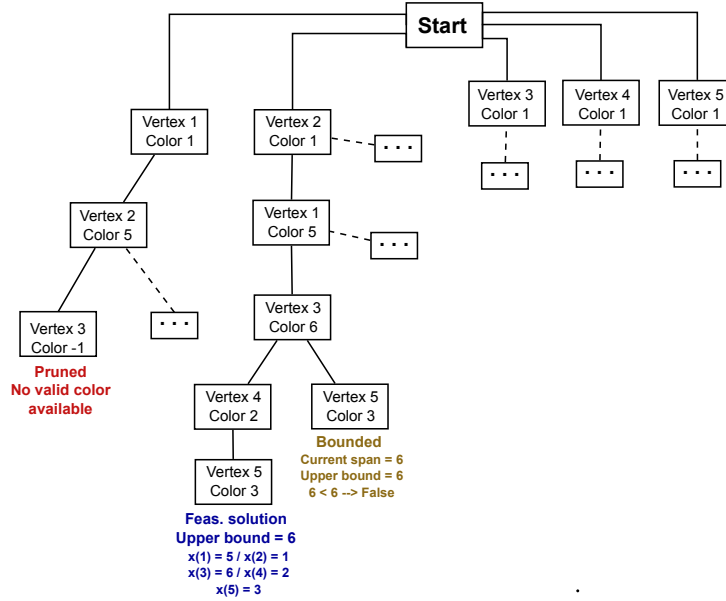 Start
Vertex 1
Color 1
Vertex 2
Color 1
Vertex 3
Color 1
Vertex 4
Color 1
Vertex 5
Color 1
. . .
. . .
. . .
. . .
Vertex 2
Color 5
Vertex 1
Color 5
. . .
Vertex 3
Color -1
Pruned
No valid color
available
. . .
Vertex 3
Color 6
Vertex 4
Color 2
Vertex 5
Color 3
Bounded
Current span = 6
Upper bound = 6
6 < 6 --> False
Vertex 5
Color 3
Feas. solution
Upper bound = 6
x(1) = 5 / x(2) = 1
x(3) = 6 / x(4) = 2
x(5) = 3
.